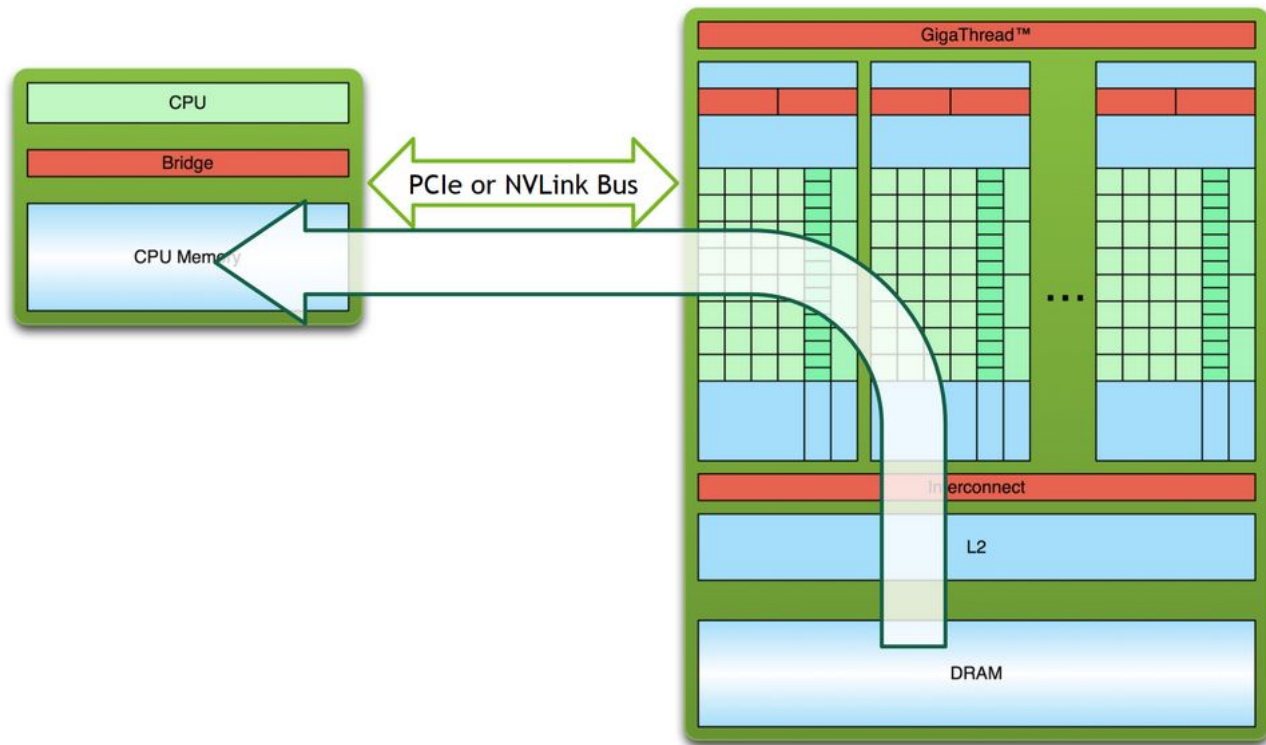 GigaThread™
CPU
Bridge
PCIe or NVLink Bus
CPU Memory
...
Interconnect
L2
DRAM